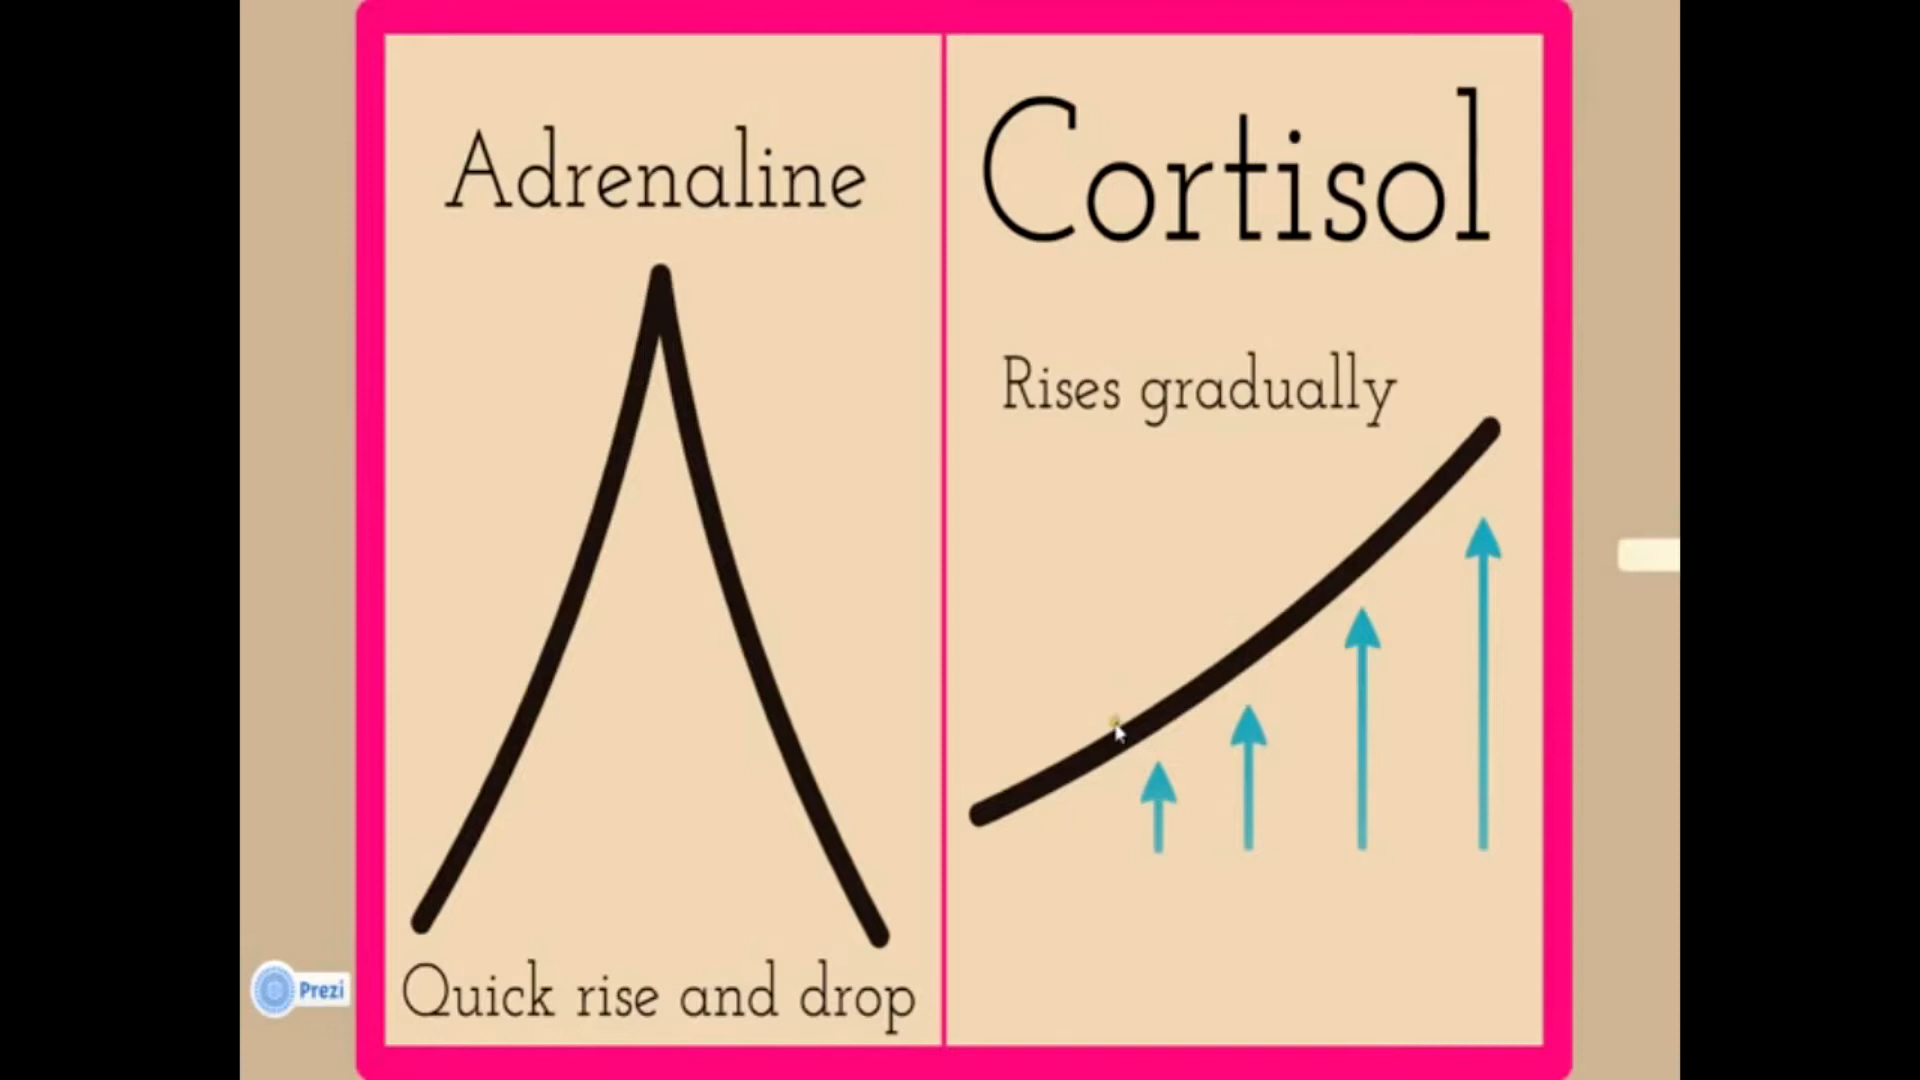 Adrenaline
Quick rise and drop
Cortisol
Rises gradually
Prezi